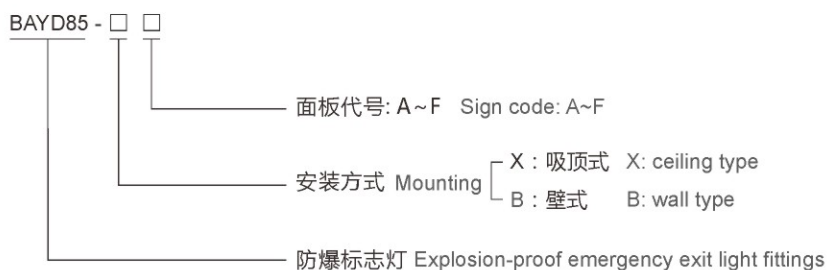 BAYD85 - □ □
面板代号: A~F Sign code: A~F
X：吸顶式 X: ceiling type
安装方式 Mounting
B：壁式 B: wall type
防爆标志灯 Explosion-proof emergency exit light fittings